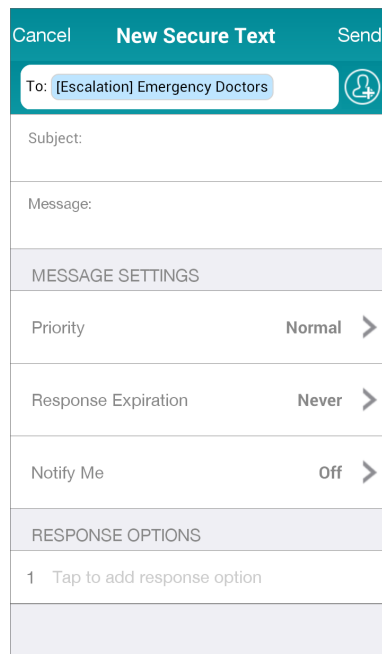 Cancel New Secure Text Send
To: [Escalation] Emergency Doctors
Subject:
Message:
MESSAGE SETTINGS
Priority Normal
Response Expiration Never
Notify Me Off
RESPONSE OPTIONS
1 Tap to add response option